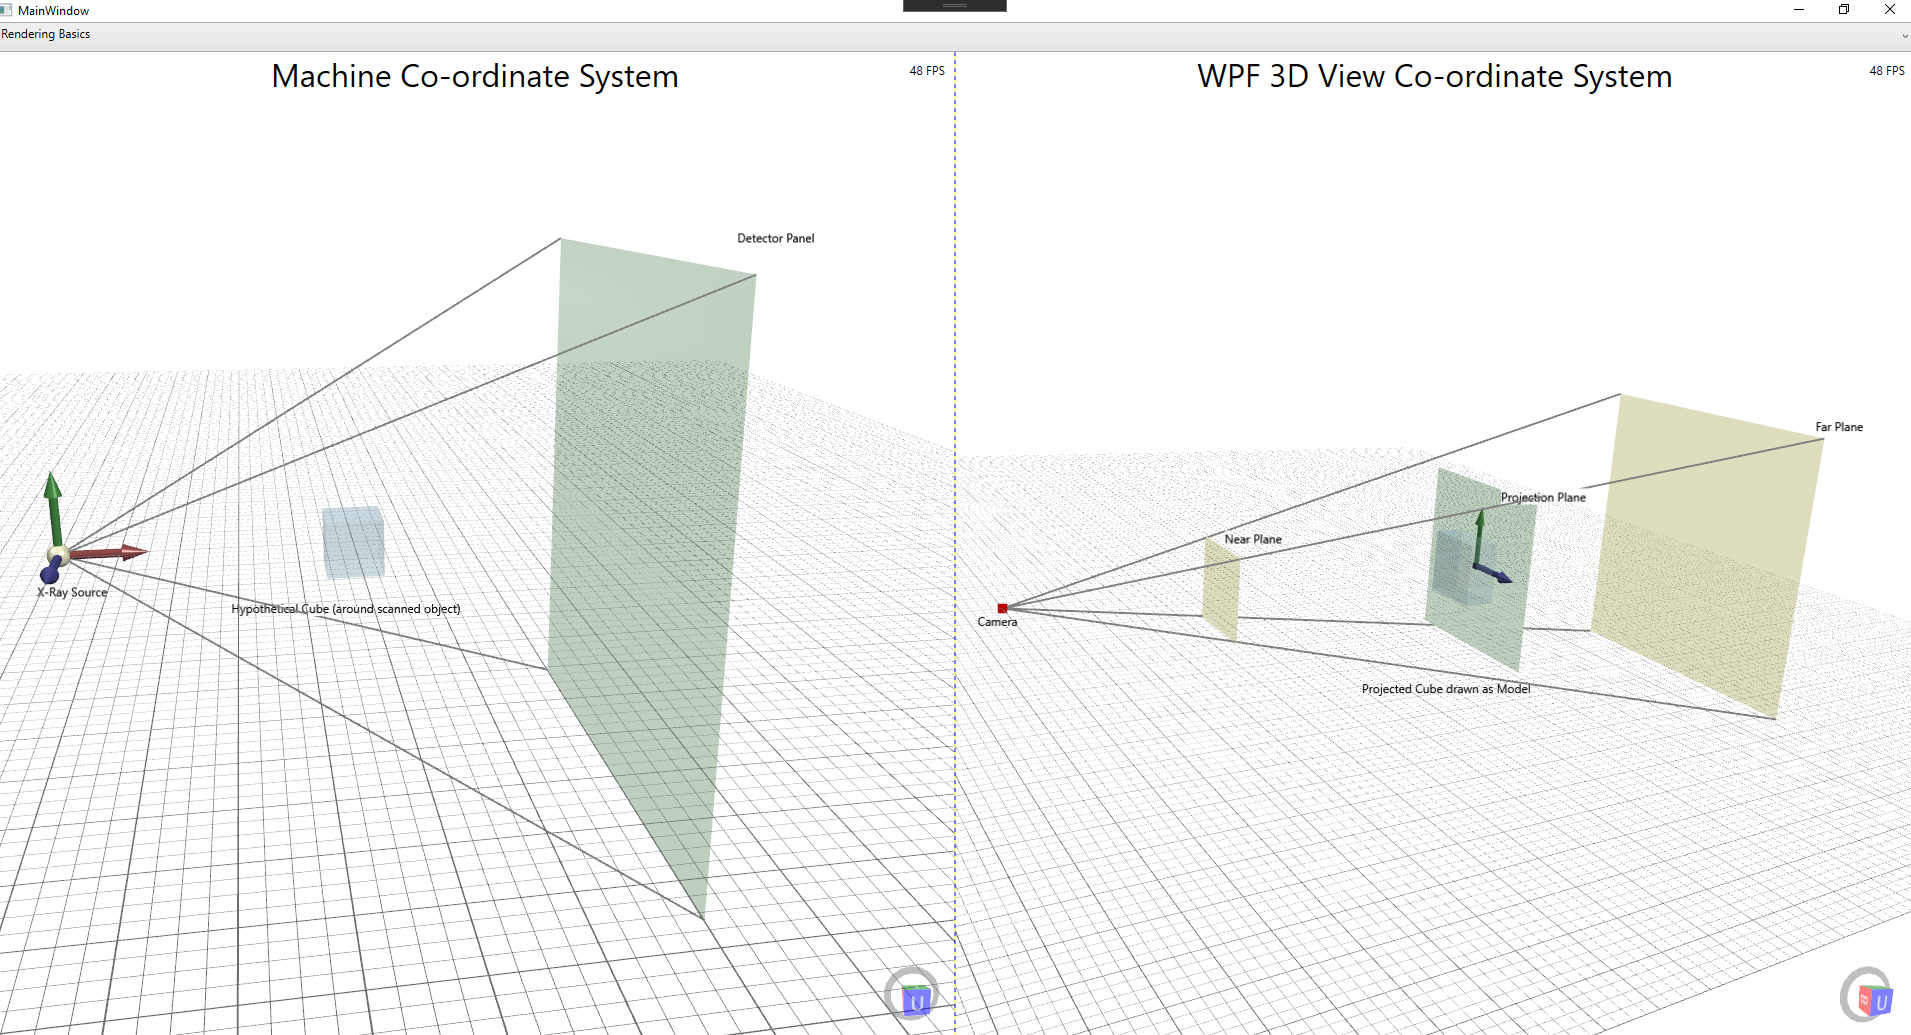 MainWindow
Rendering Basics
Machine Co-ordinate System
48 FPS
Detector Panel
X-Ray Source
Hypothetical Cube (around scanned object)
U
WPF 3D View Co-ordinate System
48 FPS
Far Plane
Projection Plane
Near Plane
Camera
Projected Cube drawn as Model
B U